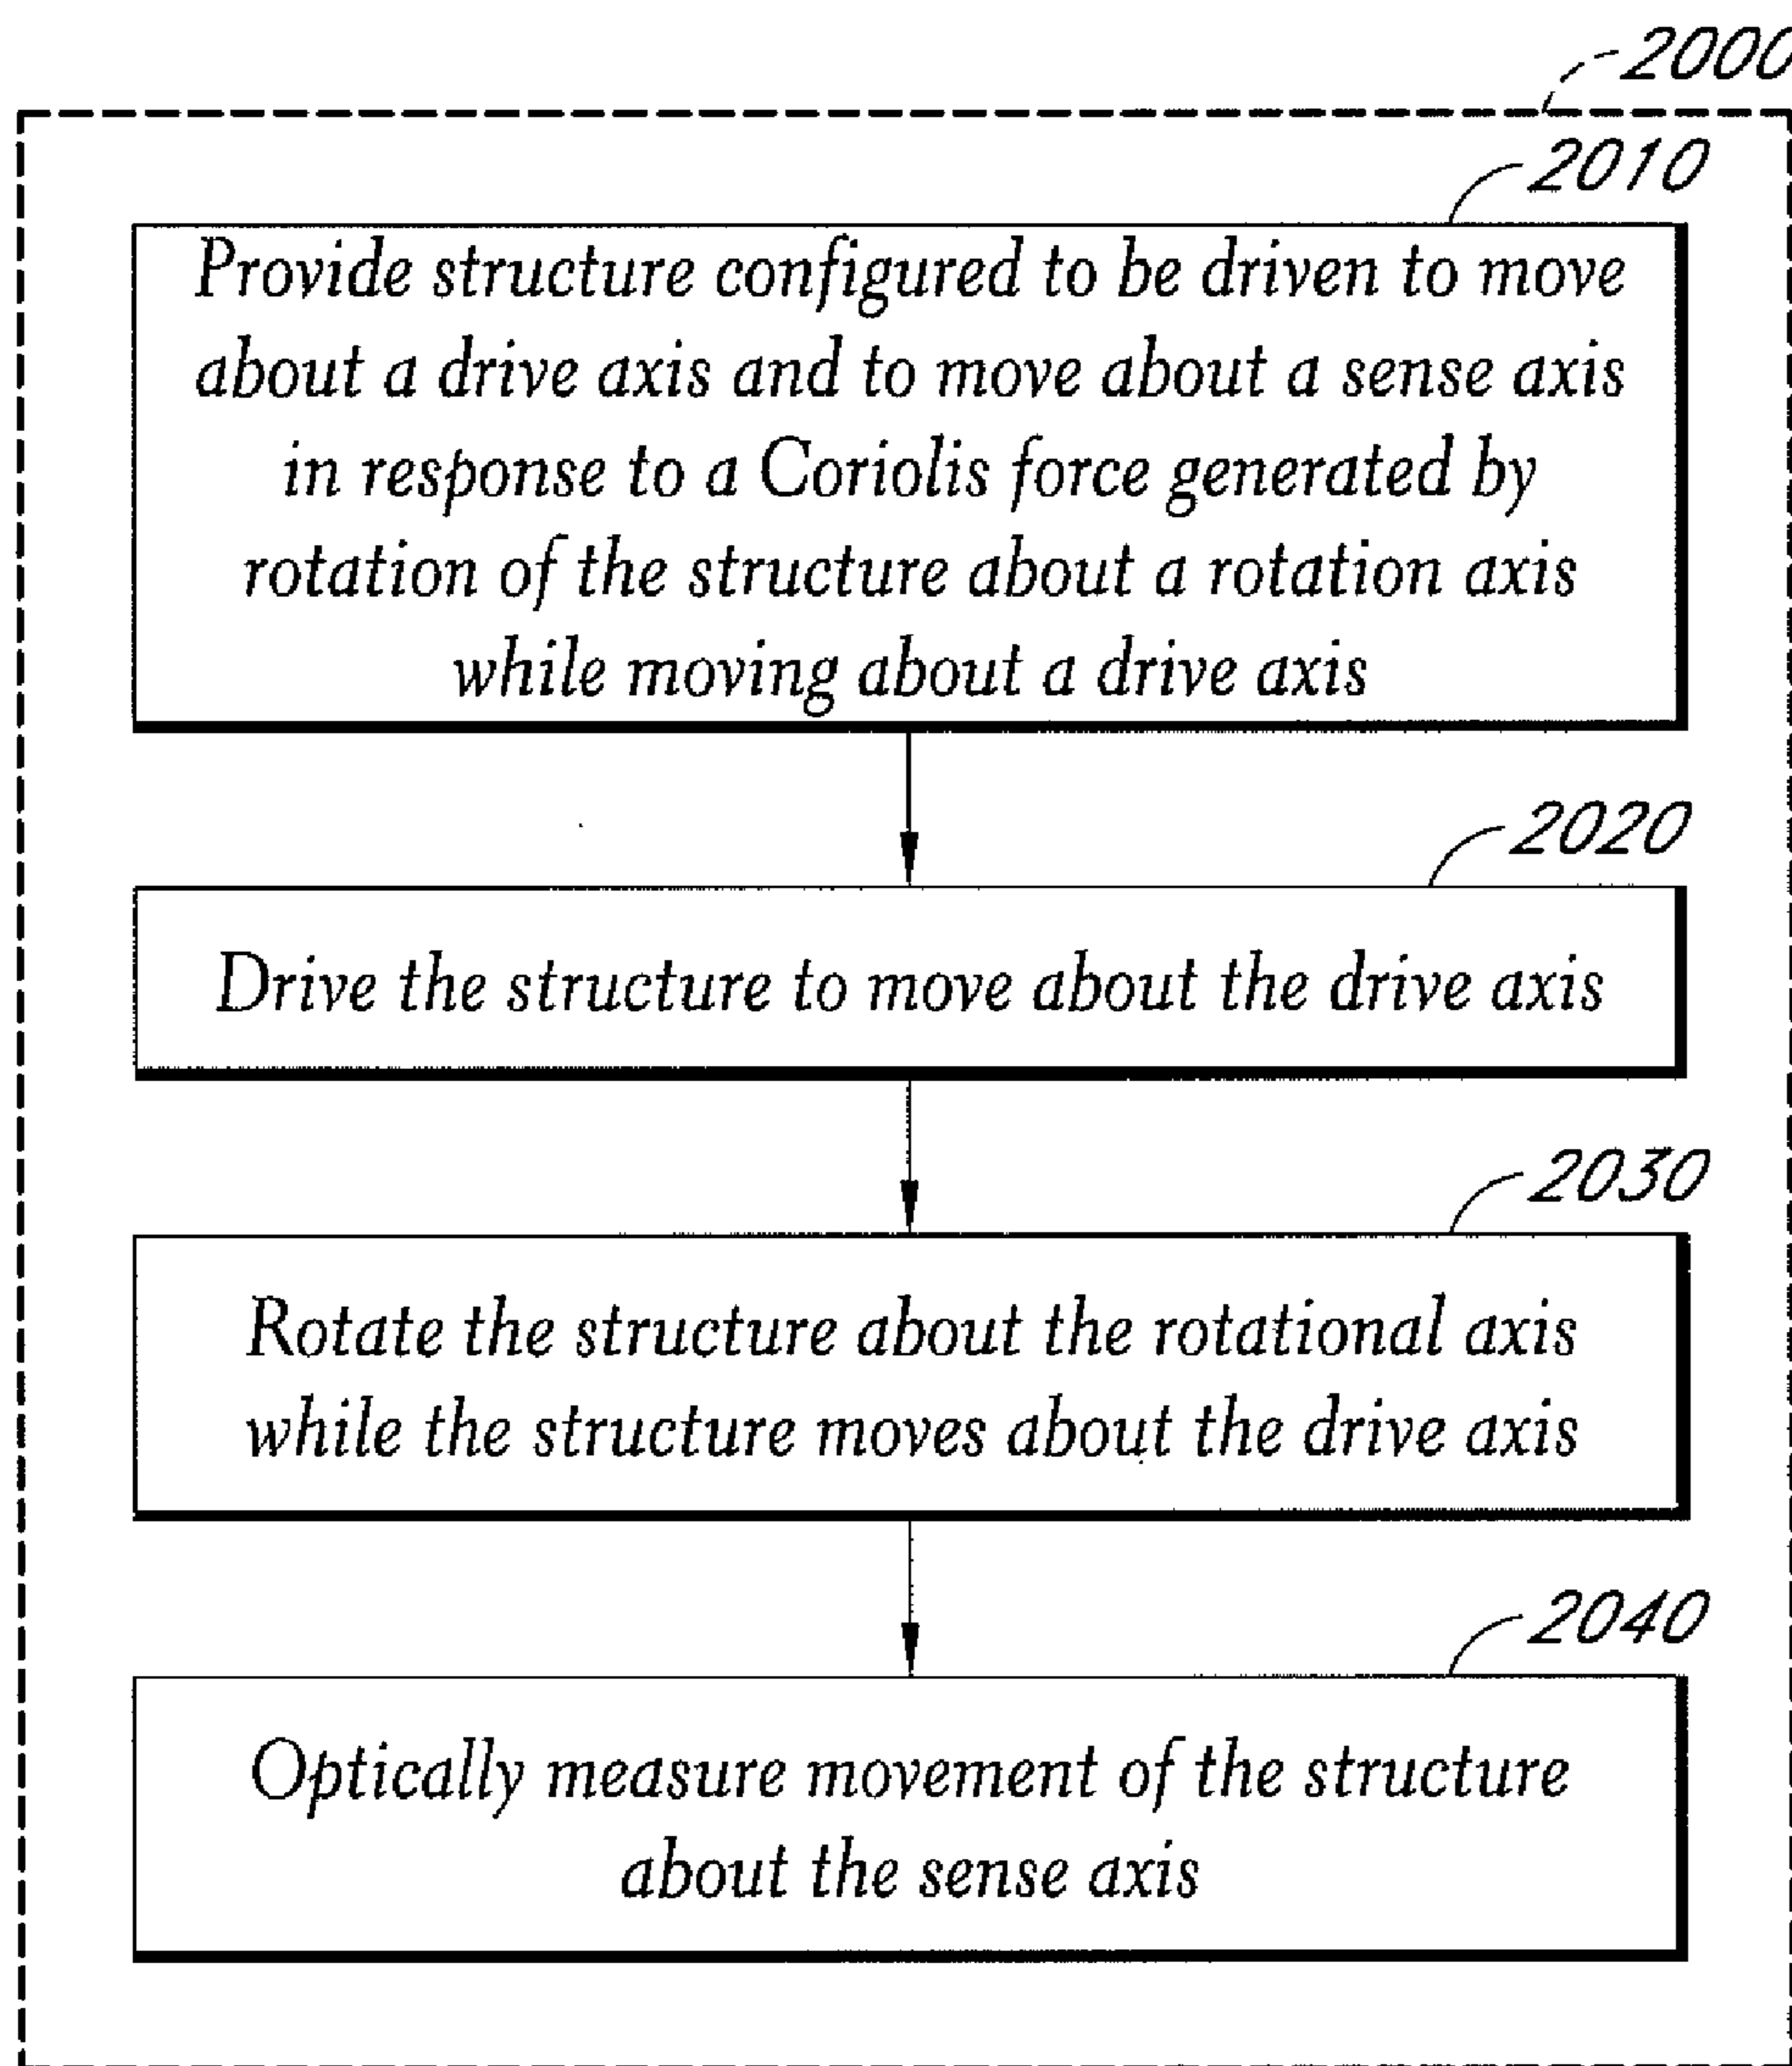 2000
2010
Provide structure configured to be driven to move
about a drive axis and to move about a sense axis
in response to a Coriolis force generated by
rotation of the structure about a rotation axis
while moving about a drive axis
2020
Drive the structure to move about the drive axis
2030
Rotate the structure about the rotational axis
while the structure moves about the drive axis
2040
Optically measure movement of the structure
about the sense axis